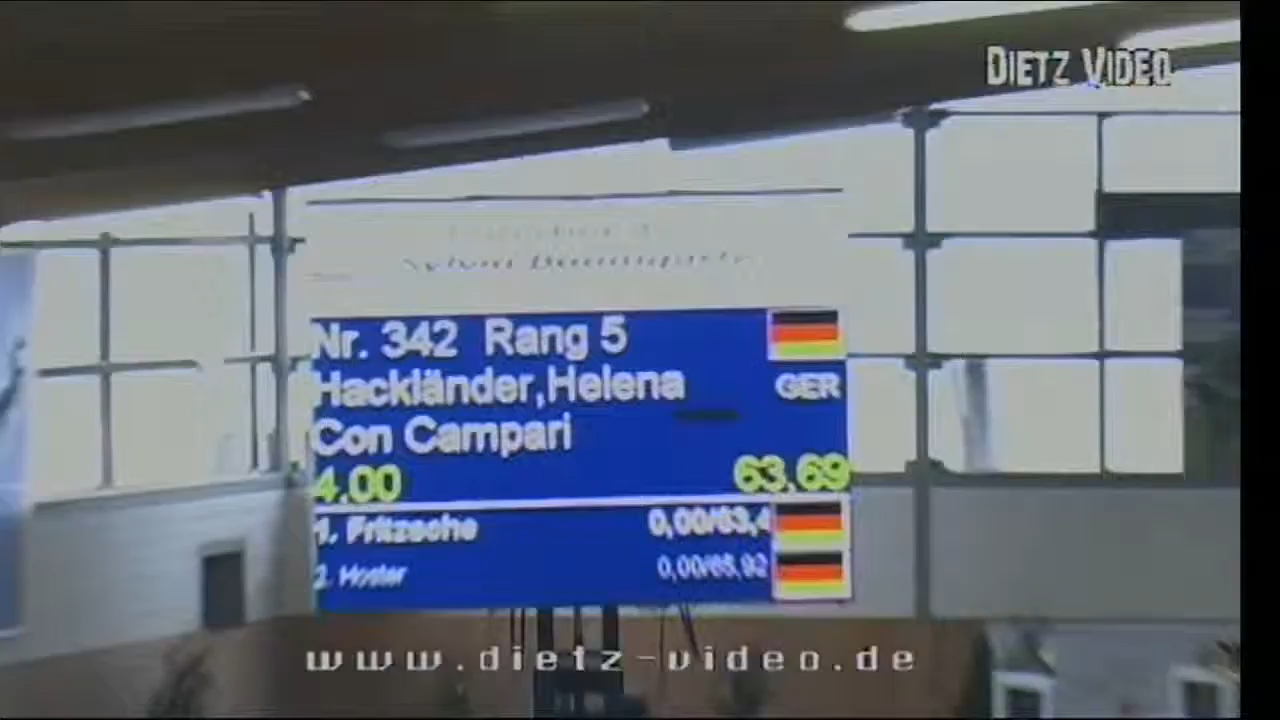 DIETZ VIDEO
Nr. 342 Rang 5
Hackländer,Helena GER
Con Campari
4.00 63,69
1. Fritzsche 0,00/63,4
2. Hoster 0,00/65,92
www.dietz-video.de